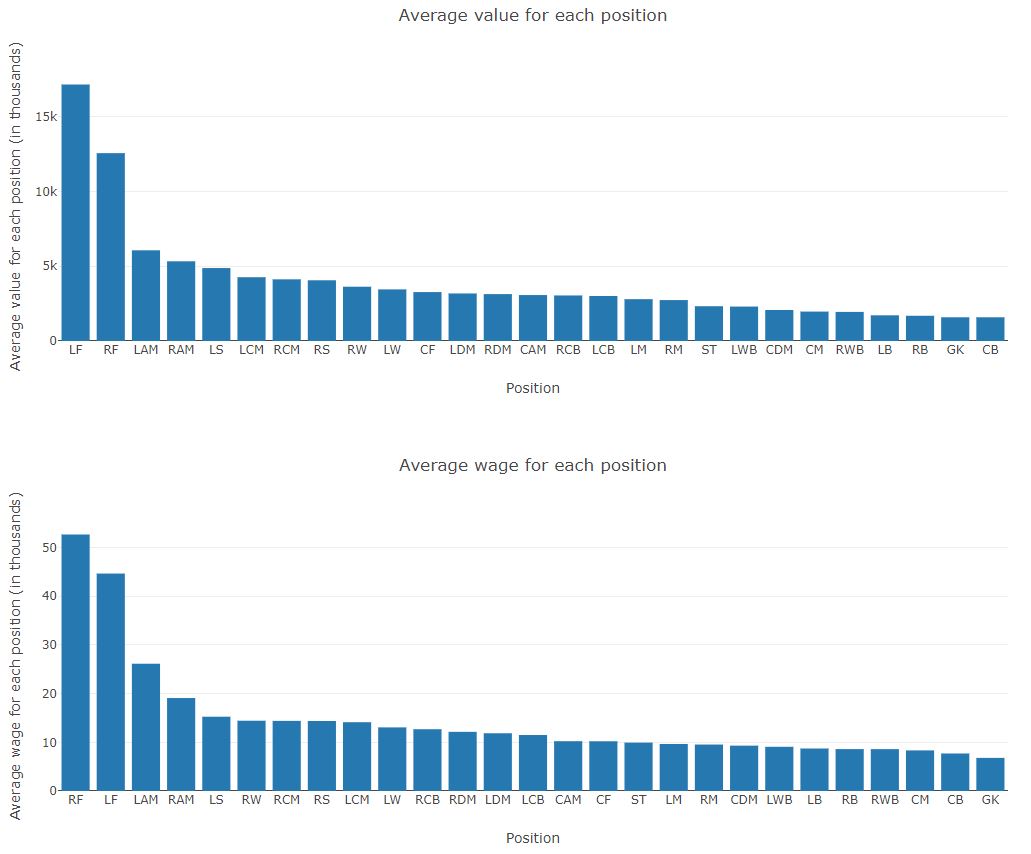 Average value for each position
Average value for each position (in thousands)
15k
10k
5k
0
LF RF LAM RAM LS LCM RCM RS RW LW CF LDM RDM CAM RCB LCB LM RM ST LWB CDM CM RWB LB RB GK CB
Position
Average wage for each position
Average wage for each position (in thousands)
50
40
30
20
10
0
RF LF LAM RAM LS RW RCM RS LCM LW RCB RDM LDM LCB CAM CF ST LM RM CDM LWB LB RB RWB CM CB GK
Position